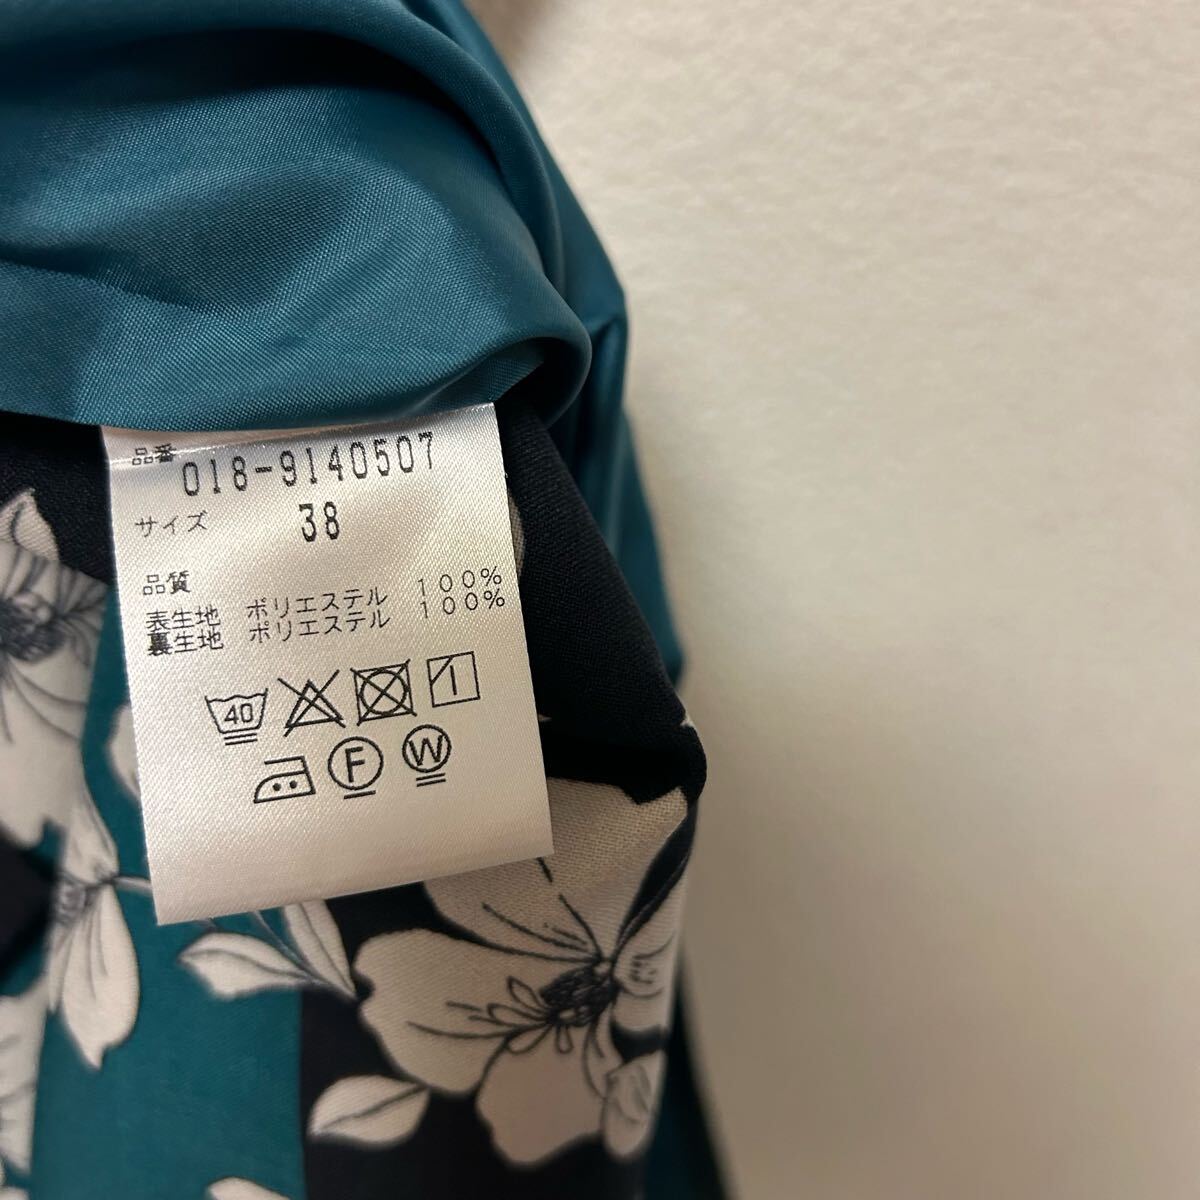 品番 018-9140507
サイズ 38
品質
表生地 ポリエステル 100%
裏生地 ポリエステル 100%
40
F W